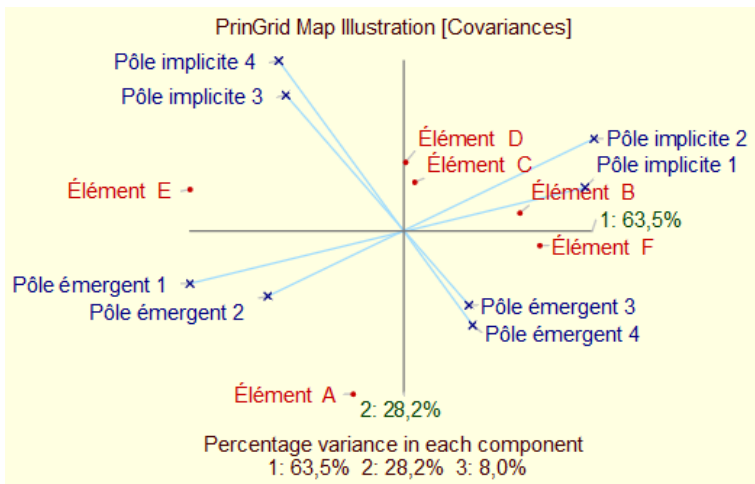 PrinGrid Map Illustration [Covariances]
Pôle implicite 4
Pôle implicite 3
Élément D
Pôle implicite 2
Élément C
Pôle implicite 1
Élément E
Élément B
1: 63,5%
Élément F
Pôle émergent 1
Pôle émergent 2
Pôle émergent 3
Pôle émergent 4
Élément A
2: 28,2%
Percentage variance in each component
1: 63,5% 2: 28,2% 3: 8,0%